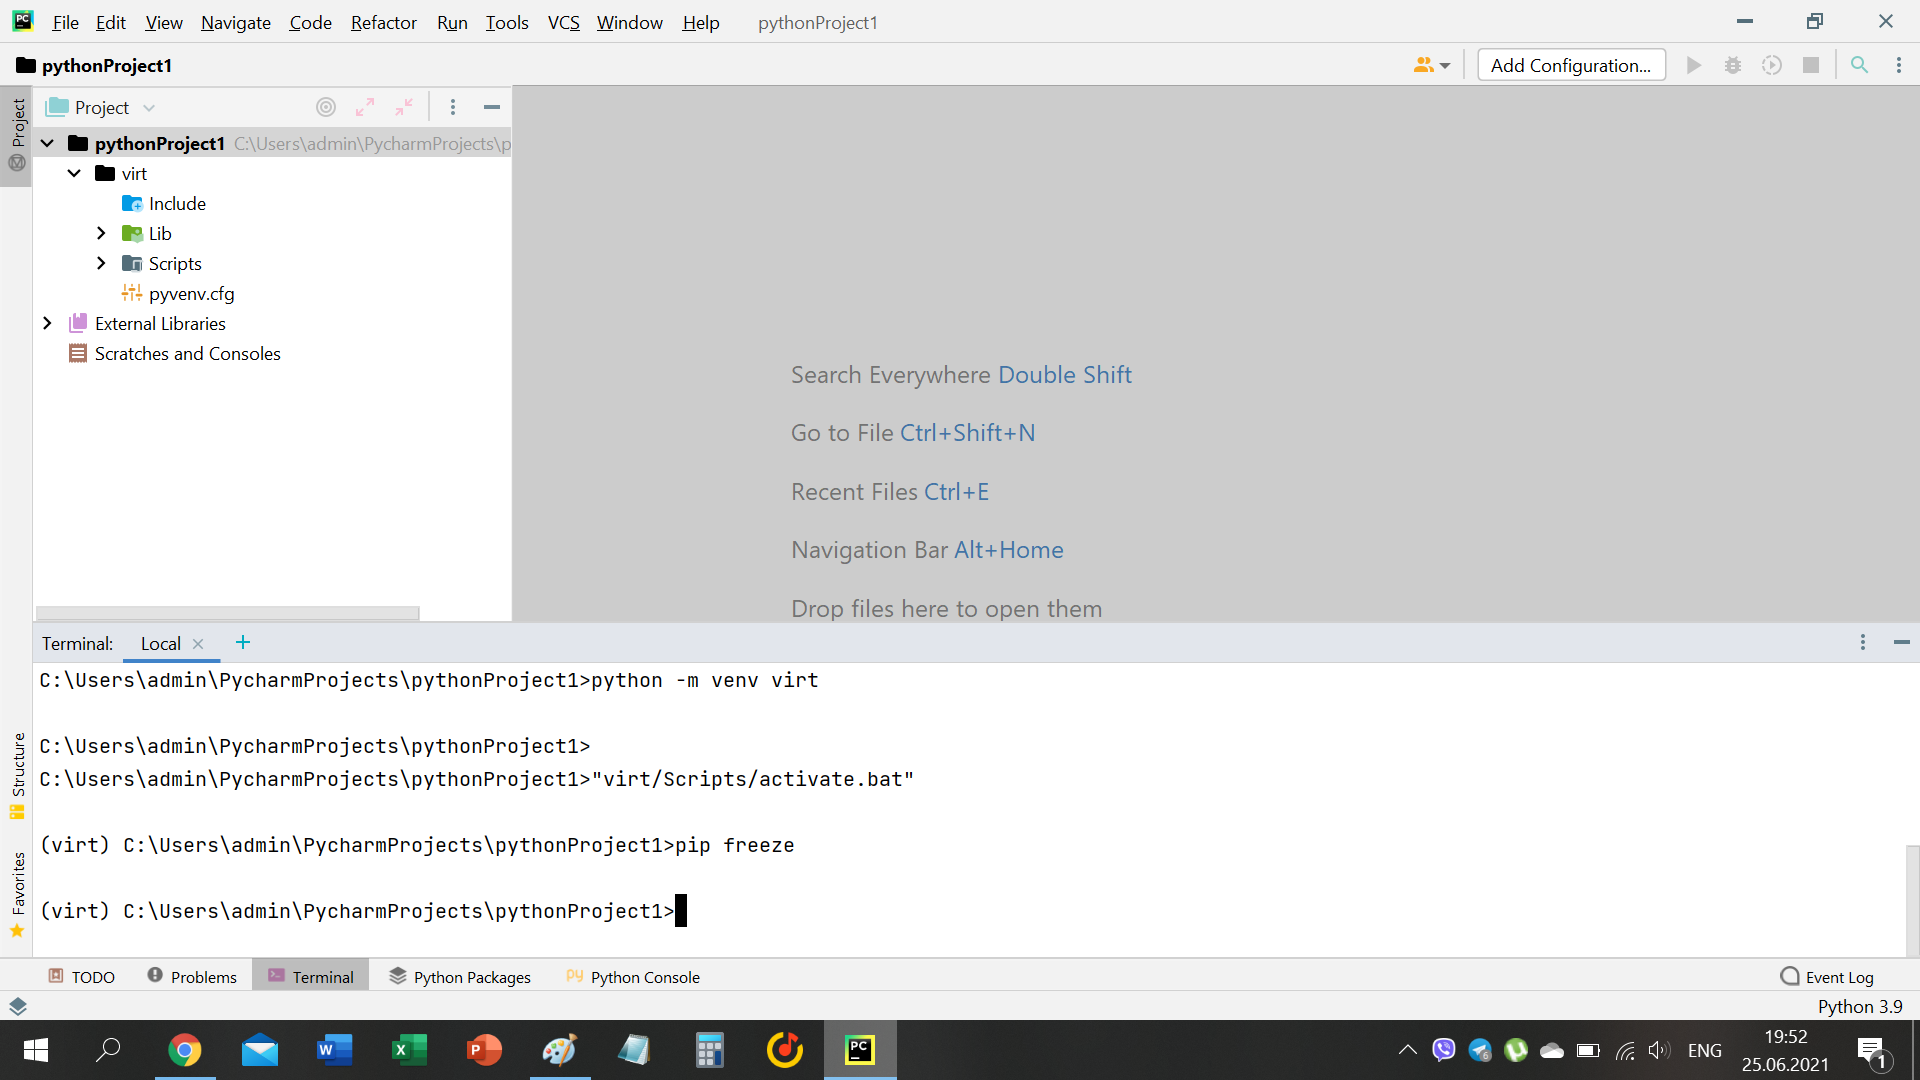 PC File Edit View Navigate Code Refactor Run Tools VCS Window Help pythonProject1
pythonProject1
Add Configuration...
Project
Project
pythonProject1 C:\Users\admin\PycharmProjects\p
virt
Include
Lib
Scripts
pyvenv.cfg
External Libraries
Scratches and Consoles
Search Everywhere Double Shift
Go to File Ctrl+Shift+N
Recent Files Ctrl+E
Navigation Bar Alt+Home
Drop files here to open them
Terminal: Local
C:\Users\admin\PycharmProjects\pythonProject1>python -m venv virt
C:\Users\admin\PycharmProjects\pythonProject1>
C:\Users\admin\PycharmProjects\pythonProject1>"virt/Scripts/activate.bat"
(virt) C:\Users\admin\PycharmProjects\pythonProject1>pip freeze
(virt) C:\Users\admin\PycharmProjects\pythonProject1>
Structure
Favorites
TODO Problems Terminal Python Packages Python Console Event Log
Python 3.9
ENG
19:52
25.06.2021
1